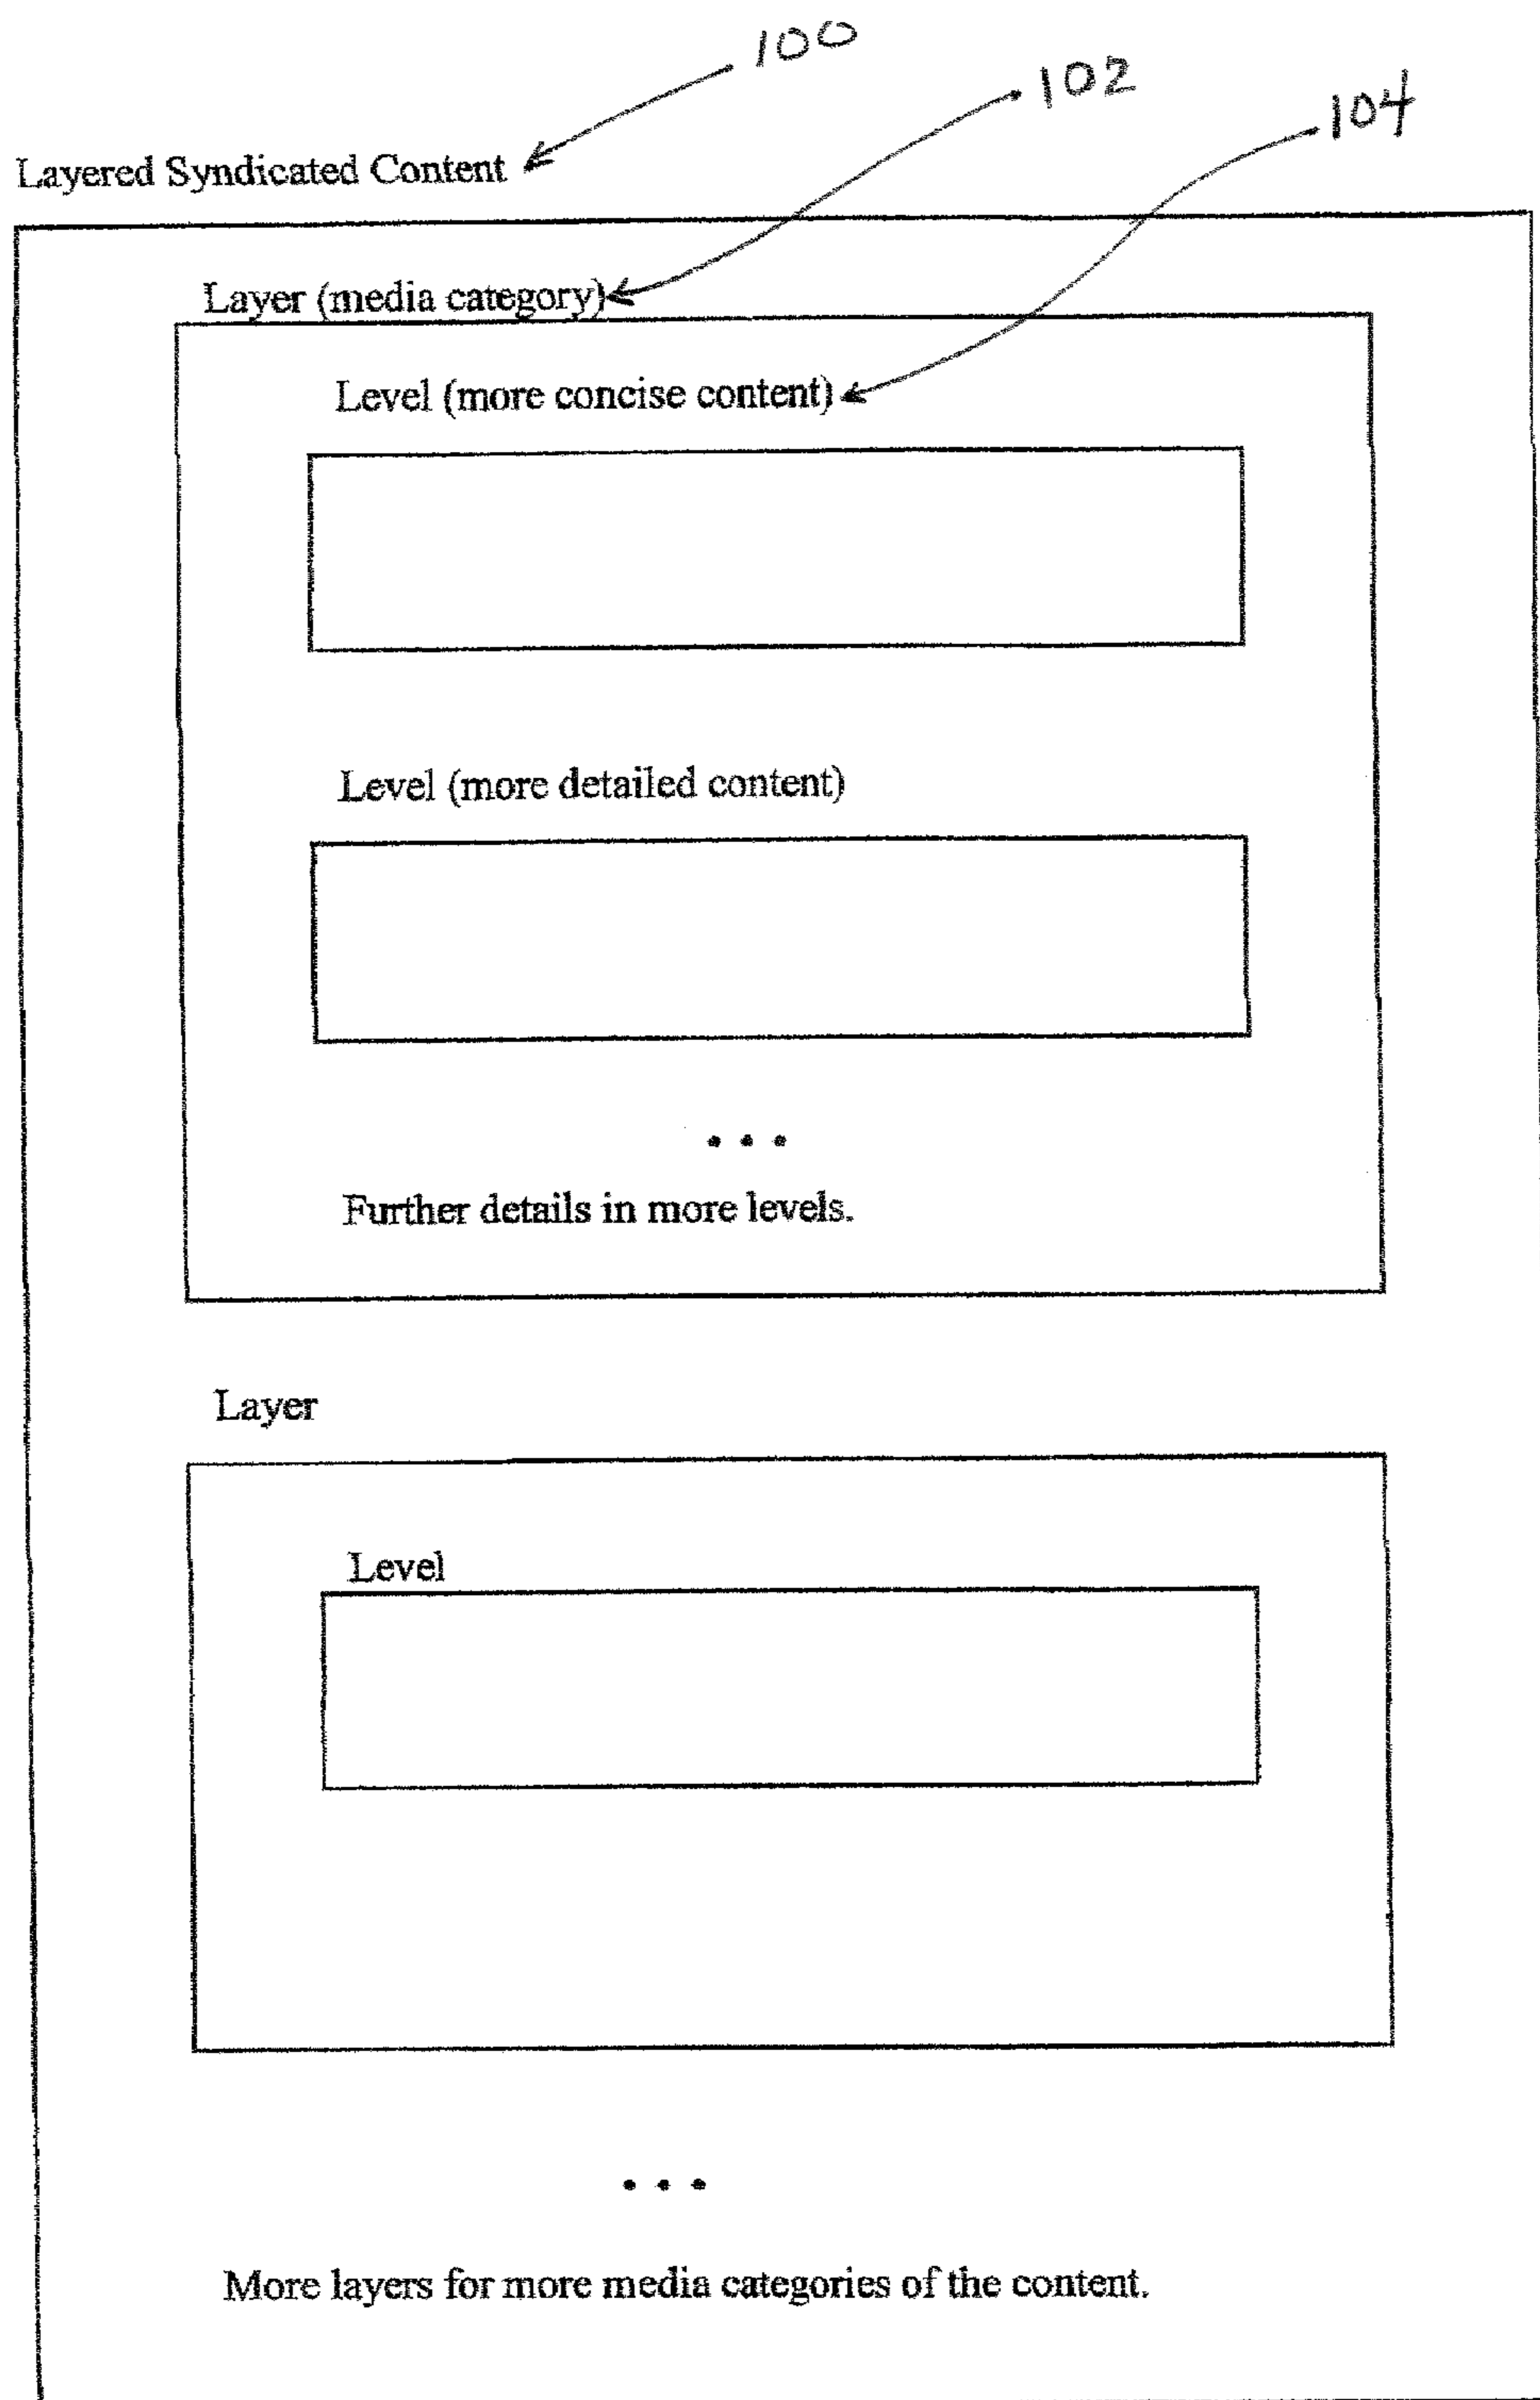 100
102
104
Layered Syndicated Content
Layer (media category)
Level (more concise content)
Level (more detailed content)
...
Further details in more levels.
Layer
Level
...
More layers for more media categories of the content.